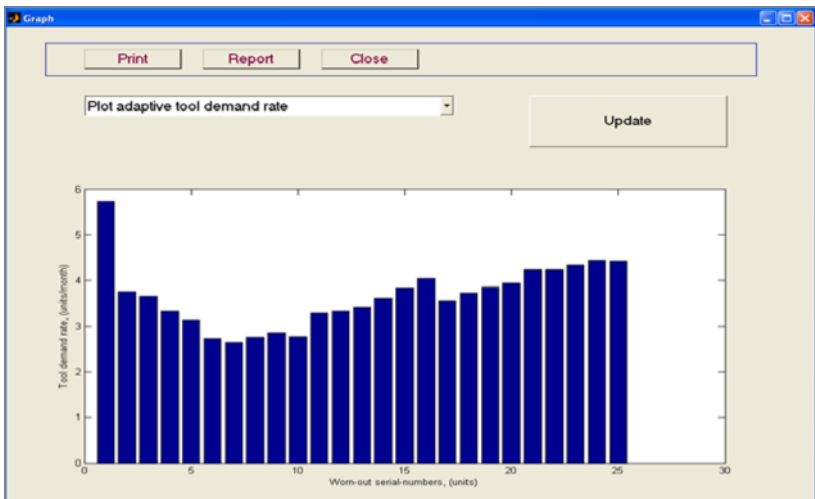 Graph
Print Report Close
Plot adaptive tool demand rate
Update
Tool demand rate, (units/month)
6
5
4
3
2
1
0
0 5 10 15 20 25 30
Worn-out serial-numbers, (units)